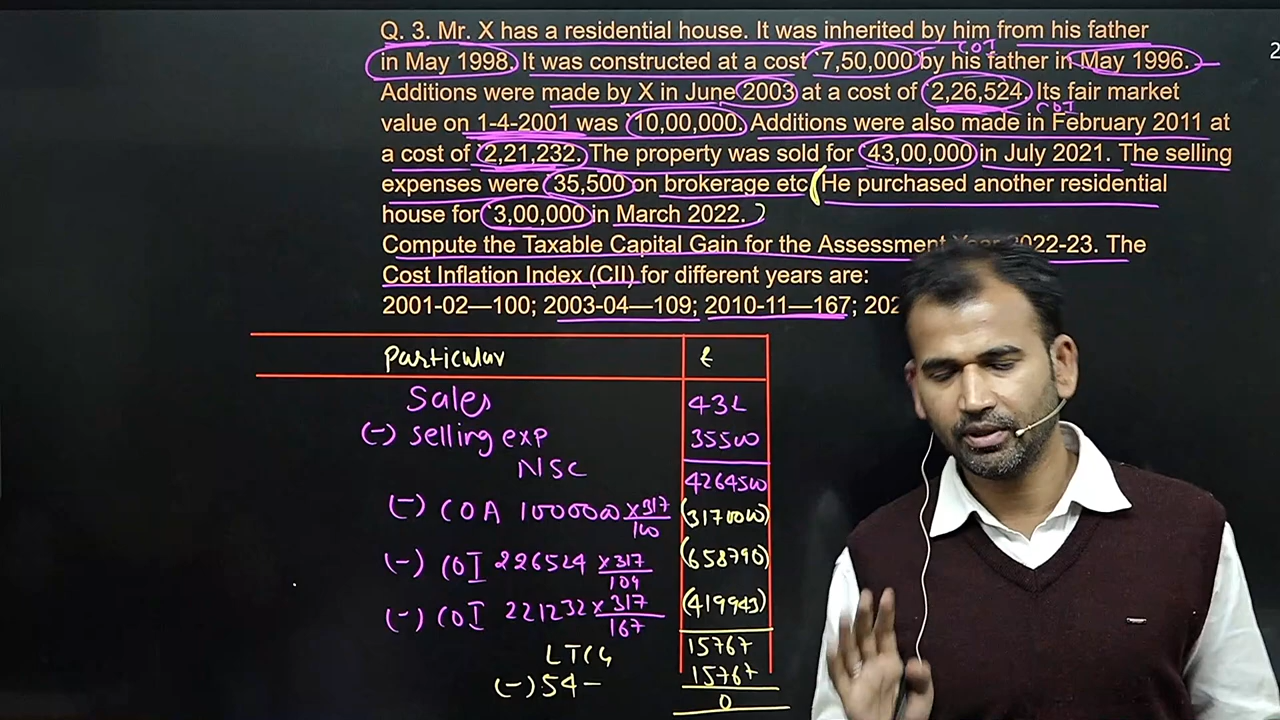 Q. 3. Mr. X has a residential house. It was inherited by him from his father
in May 1998. It was constructed at a cost `7,50,000 by his father in May 1996.
COI
Additions were made by X in June 2003 at a cost of `2,26,524. Its fair market
COI
value on 1-4-2001 was `10,00,000. Additions were also made in February 2011 at
a cost of `2,21,232. The property was sold for `43,00,000 in July 2021. The selling
expenses were `35,500 on brokerage etc. (He purchased another residential
house for `3,00,000 in March 2022.)
Compute the Taxable Capital Gain for the Assessment Year 2022-23. The
Cost Inflation Index (CII) for different years are:
2001-02—100; 2003-04—109; 2010-11—167; 202
2
Particular ₹
Sales 43L
(-) Selling exp 35500
NSC 4264500
(-) COA 1000000 × 317/100 (3170000)
(-) COI 226524 × 317/109 (658790)
(-) COI 221232 × 317/167 (419943)
LTCG 15767
(-) 54 - 15767
0